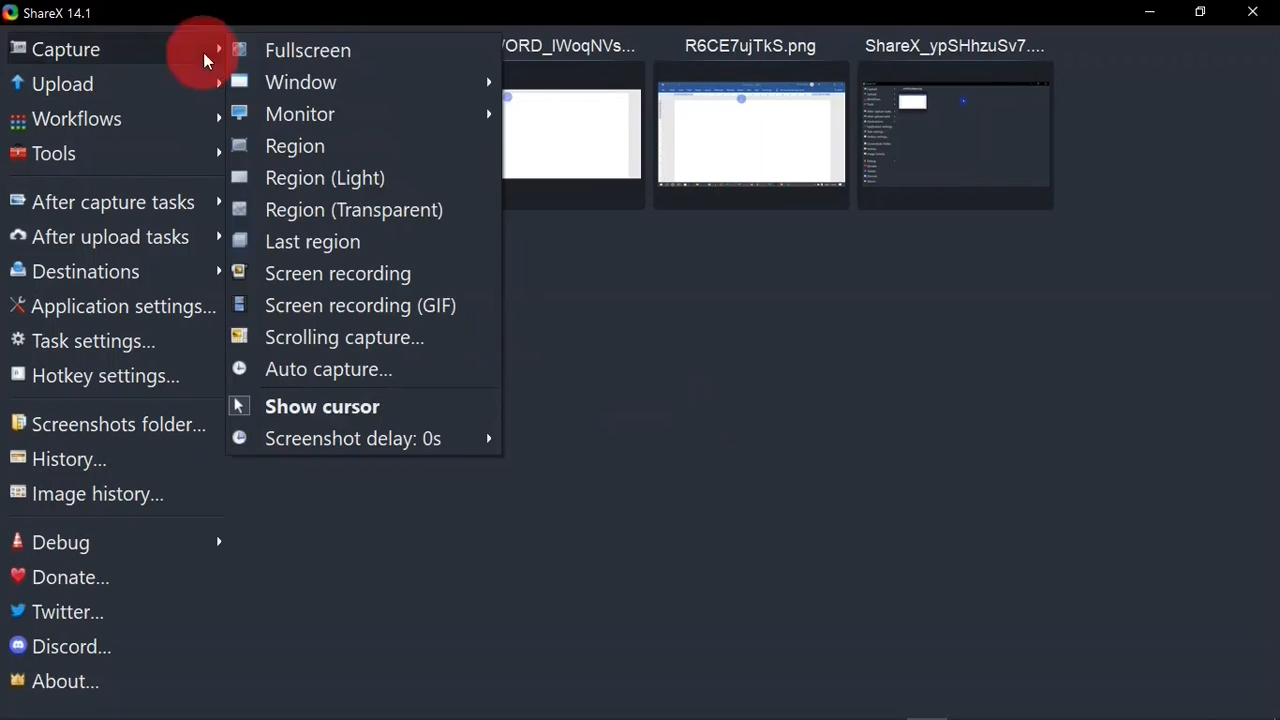 ShareX 14.1
Capture
Upload
Workflows
Tools
After capture tasks
After upload tasks
Destinations
Application settings...
Task settings...
Hotkey settings...
Screenshots folder...
History...
Image history...
Debug
Donate...
Twitter...
Discord...
About...
Fullscreen
Window
Monitor
Region
Region (Light)
Region (Transparent)
Last region
Screen recording
Screen recording (GIF)
Scrolling capture...
Auto capture...
Show cursor
Screenshot delay: 0s
R6CE7ujTkS.png
ShareX_ypSHhzuSv7....